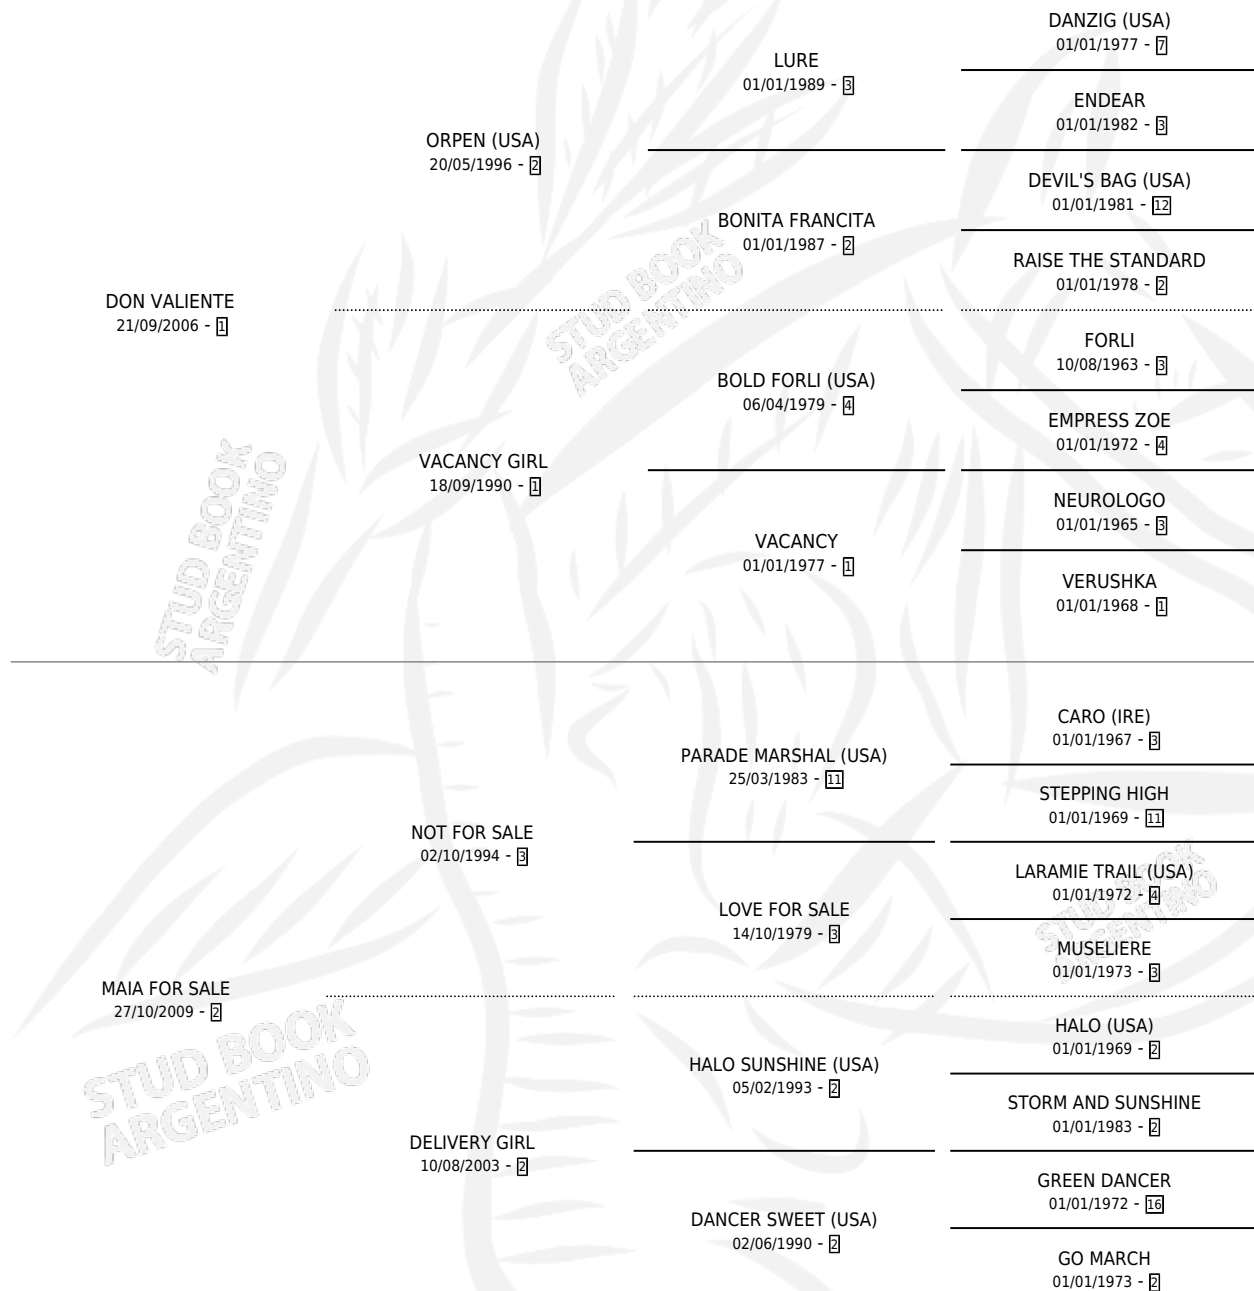 DANZIG (USA)
01/01/1977 - 7
LURE
01/01/1989 - 3
ENDEAR
01/01/1982 - 3
ORPEN (USA)
20/05/1996 - 2
DEVIL'S BAG (USA)
01/01/1981 - 12
BONITA FRANCITA
01/01/1987 - 2
RAISE THE STANDARD
01/01/1978 - 2
DON VALIENTE
21/09/2006 - 1
FORLI
10/08/1963 - 3
BOLD FORLI (USA)
06/04/1979 - 4
EMPRESS ZOE
01/01/1972 - 4
VACANCY GIRL
18/09/1990 - 1
NEUROLOGO
01/01/1965 - 3
VACANCY
01/01/1977 - 1
VERUSHKA
01/01/1968 - 1
STUD BOOK
ARGENTINO
STUD BOOK
ARGENTINO
CARO (IRE)
01/01/1967 - 3
PARADE MARSHAL (USA)
25/03/1983 - 11
STEPPING HIGH
01/01/1969 - 11
NOT FOR SALE
02/10/1994 - 3
LARAMIE TRAIL (USA)
01/01/1972 - 4
LOVE FOR SALE
14/10/1979 - 3
MUSELIERE
01/01/1973 - 3
STUD BOOK
ARGENTINO
MAIA FOR SALE
27/10/2009 - 2
HALO (USA)
01/01/1969 - 2
HALO SUNSHINE (USA)
05/02/1993 - 2
STORM AND SUNSHINE
01/01/1983 - 2
STUD BOOK
ARGENTINO
DELIVERY GIRL
10/08/2003 - 2
GREEN DANCER
01/01/1972 - 16
DANCER SWEET (USA)
02/06/1990 - 2
GO MARCH
01/01/1973 - 2